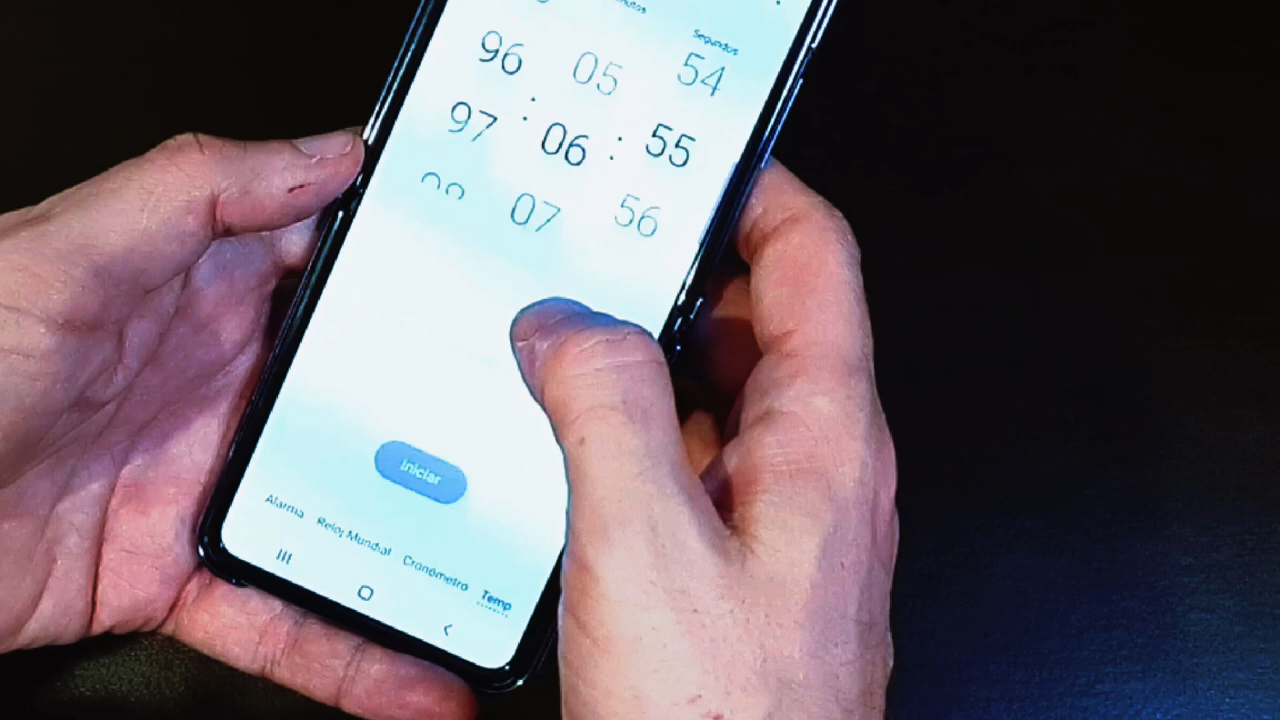 Segundos
96 05 54
97 : 06 : 55
07 56
Iniciar
Alarma Reloj Mundial Cronómetro Temp